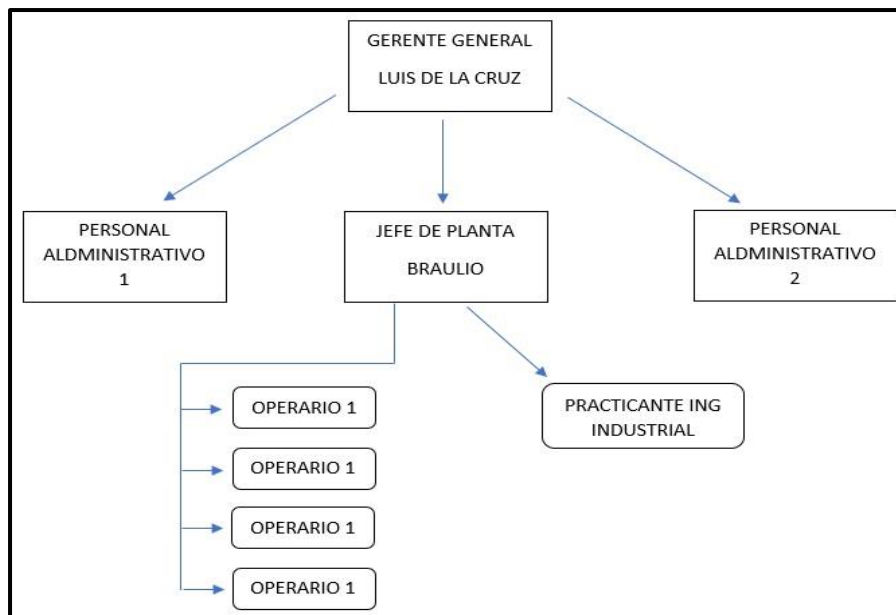 GERENTE GENERAL
LUIS DE LA CRUZ
PERSONAL
ALDMINISTRATIVO
1
JEFE DE PLANTA
BRAULIO
PERSONAL
ALDMINISTRATIVO
2
OPERARIO 1
OPERARIO 1
OPERARIO 1
OPERARIO 1
PRACTICANTE ING
INDUSTRIAL